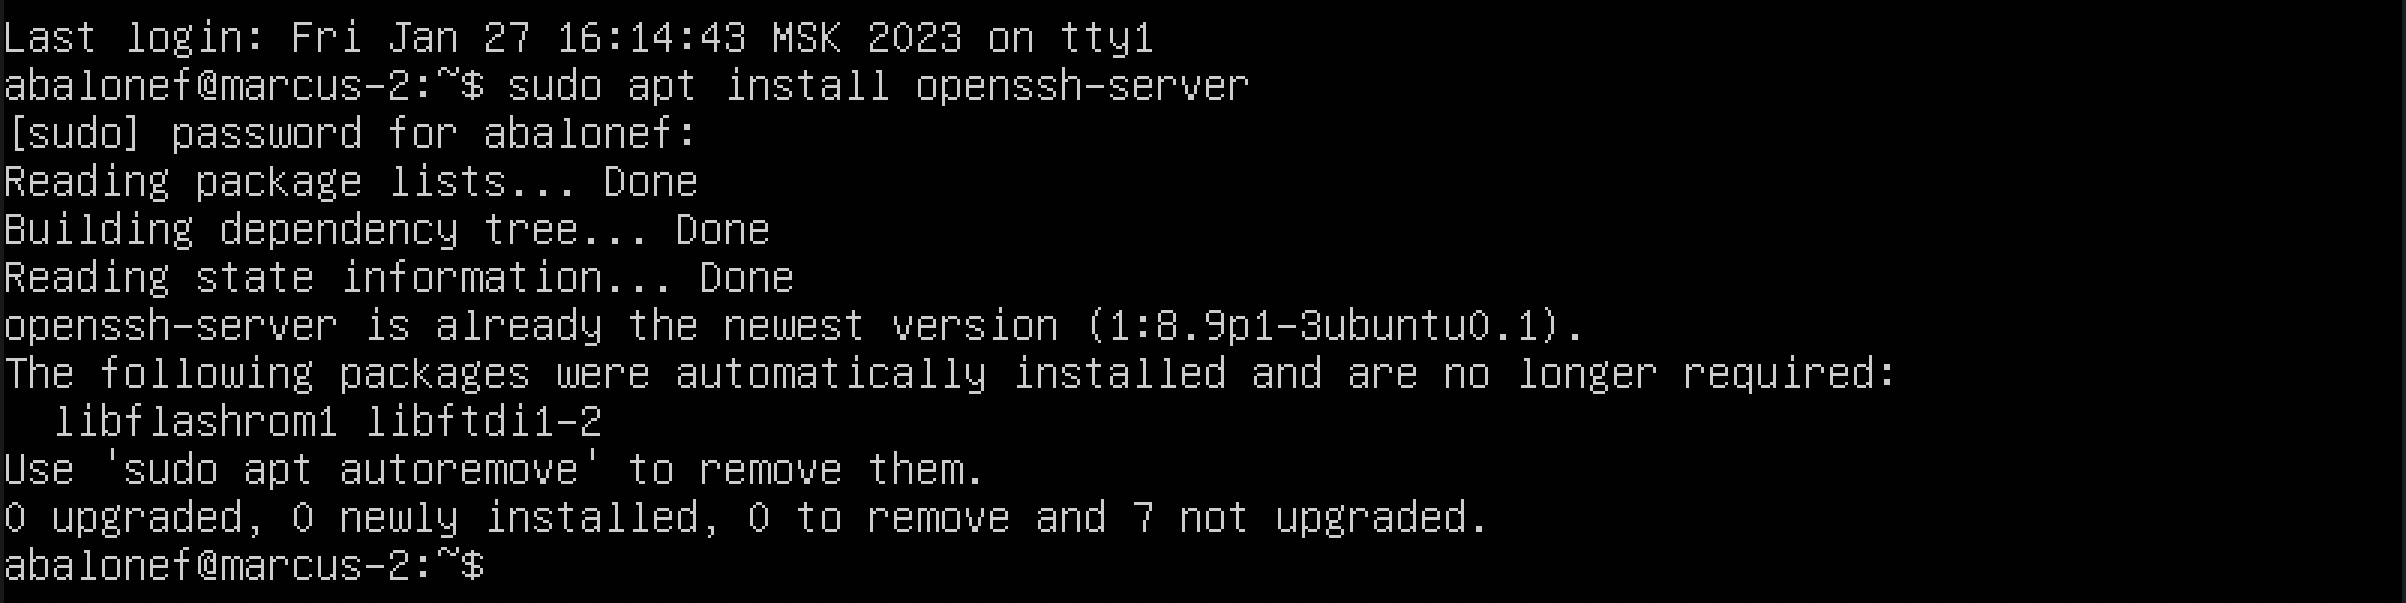 Last login: Fri Jan 27 16:14:43 MSK 2023 on tty1
abalonef@marcus-2:~$ sudo apt install openssh-server
[sudo] password for abalonef:
Reading package lists... Done
Building dependency tree... Done
Reading state information... Done
openssh-server is already the newest version (1:8.9p1-3ubuntu0.1).
The following packages were automatically installed and are no longer required:
  libflashrom1 libftdi1-2
Use 'sudo apt autoremove' to remove them.
0 upgraded, 0 newly installed, 0 to remove and 7 not upgraded.
abalonef@marcus-2:~$